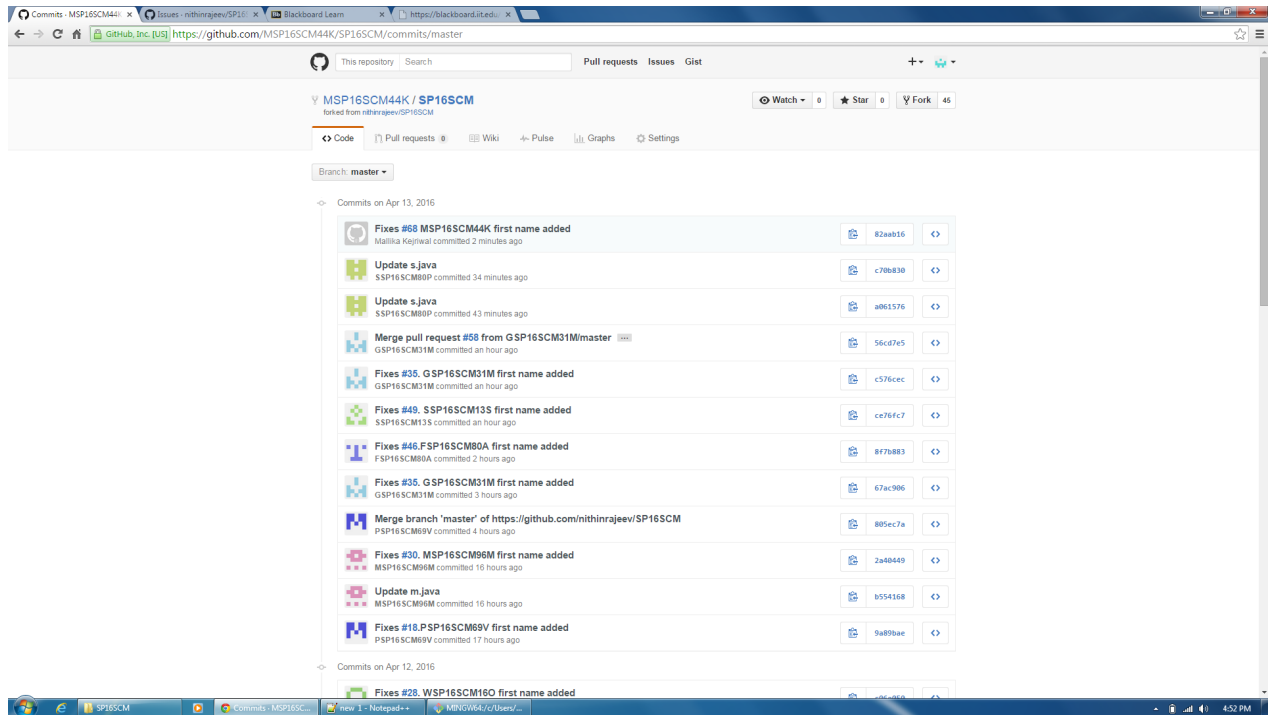 Commits · MSP16SCM44K
Issues · nithinrajeev/SP16
Blackboard Learn
https://blackboard.iit.edu
GitHub, Inc. [US] https://github.com/MSP16SCM44K/SP16SCM/commits/master
This repository Search
Pull requests Issues Gist
MSP16SCM44K / SP16SCM
forked from nithinrajeev/SP16SCM
Watch 0 Star 0 Fork 46
Code Pull requests 0 Wiki Pulse Graphs Settings
Branch: master
Commits on Apr 13, 2016
Fixes #68 MSP16SCM44K first name added
Mallika Kejriwal committed 2 minutes ago
82aab16
Update s.java
SSP16SCM80P committed 34 minutes ago
c70b830
Update s.java
SSP16SCM80P committed 43 minutes ago
a061576
Merge pull request #58 from GSP16SCM31M/master ...
GSP16SCM31M committed an hour ago
56cd7e5
Fixes #35. GSP16SCM31M first name added
GSP16SCM31M committed an hour ago
c576cec
Fixes #49. SSP16SCM13S first name added
SSP16SCM13S committed an hour ago
ce76fc7
Fixes #46.FSP16SCM80A first name added
FSP16SCM80A committed 2 hours ago
8f7b883
Fixes #35. GSP16SCM31M first name added
GSP16SCM31M committed 3 hours ago
67ac906
Merge branch 'master' of https://github.com/nithinrajeev/SP16SCM
PSP16SCM69V committed 4 hours ago
805ec7a
Fixes #30. MSP16SCM96M first name added
MSP16SCM96M committed 16 hours ago
2a40449
Update m.java
MSP16SCM96M committed 16 hours ago
b554168
Fixes #18.PSP16SCM69V first name added
PSP16SCM69V committed 17 hours ago
9a89bae
Commits on Apr 12, 2016
Fixes #28. WSP16SCM16O first name added
SP16SCM
Commits · MSP16SC...
new 1 - Notepad++
MINGW64:/c/Users/...
4:52 PM